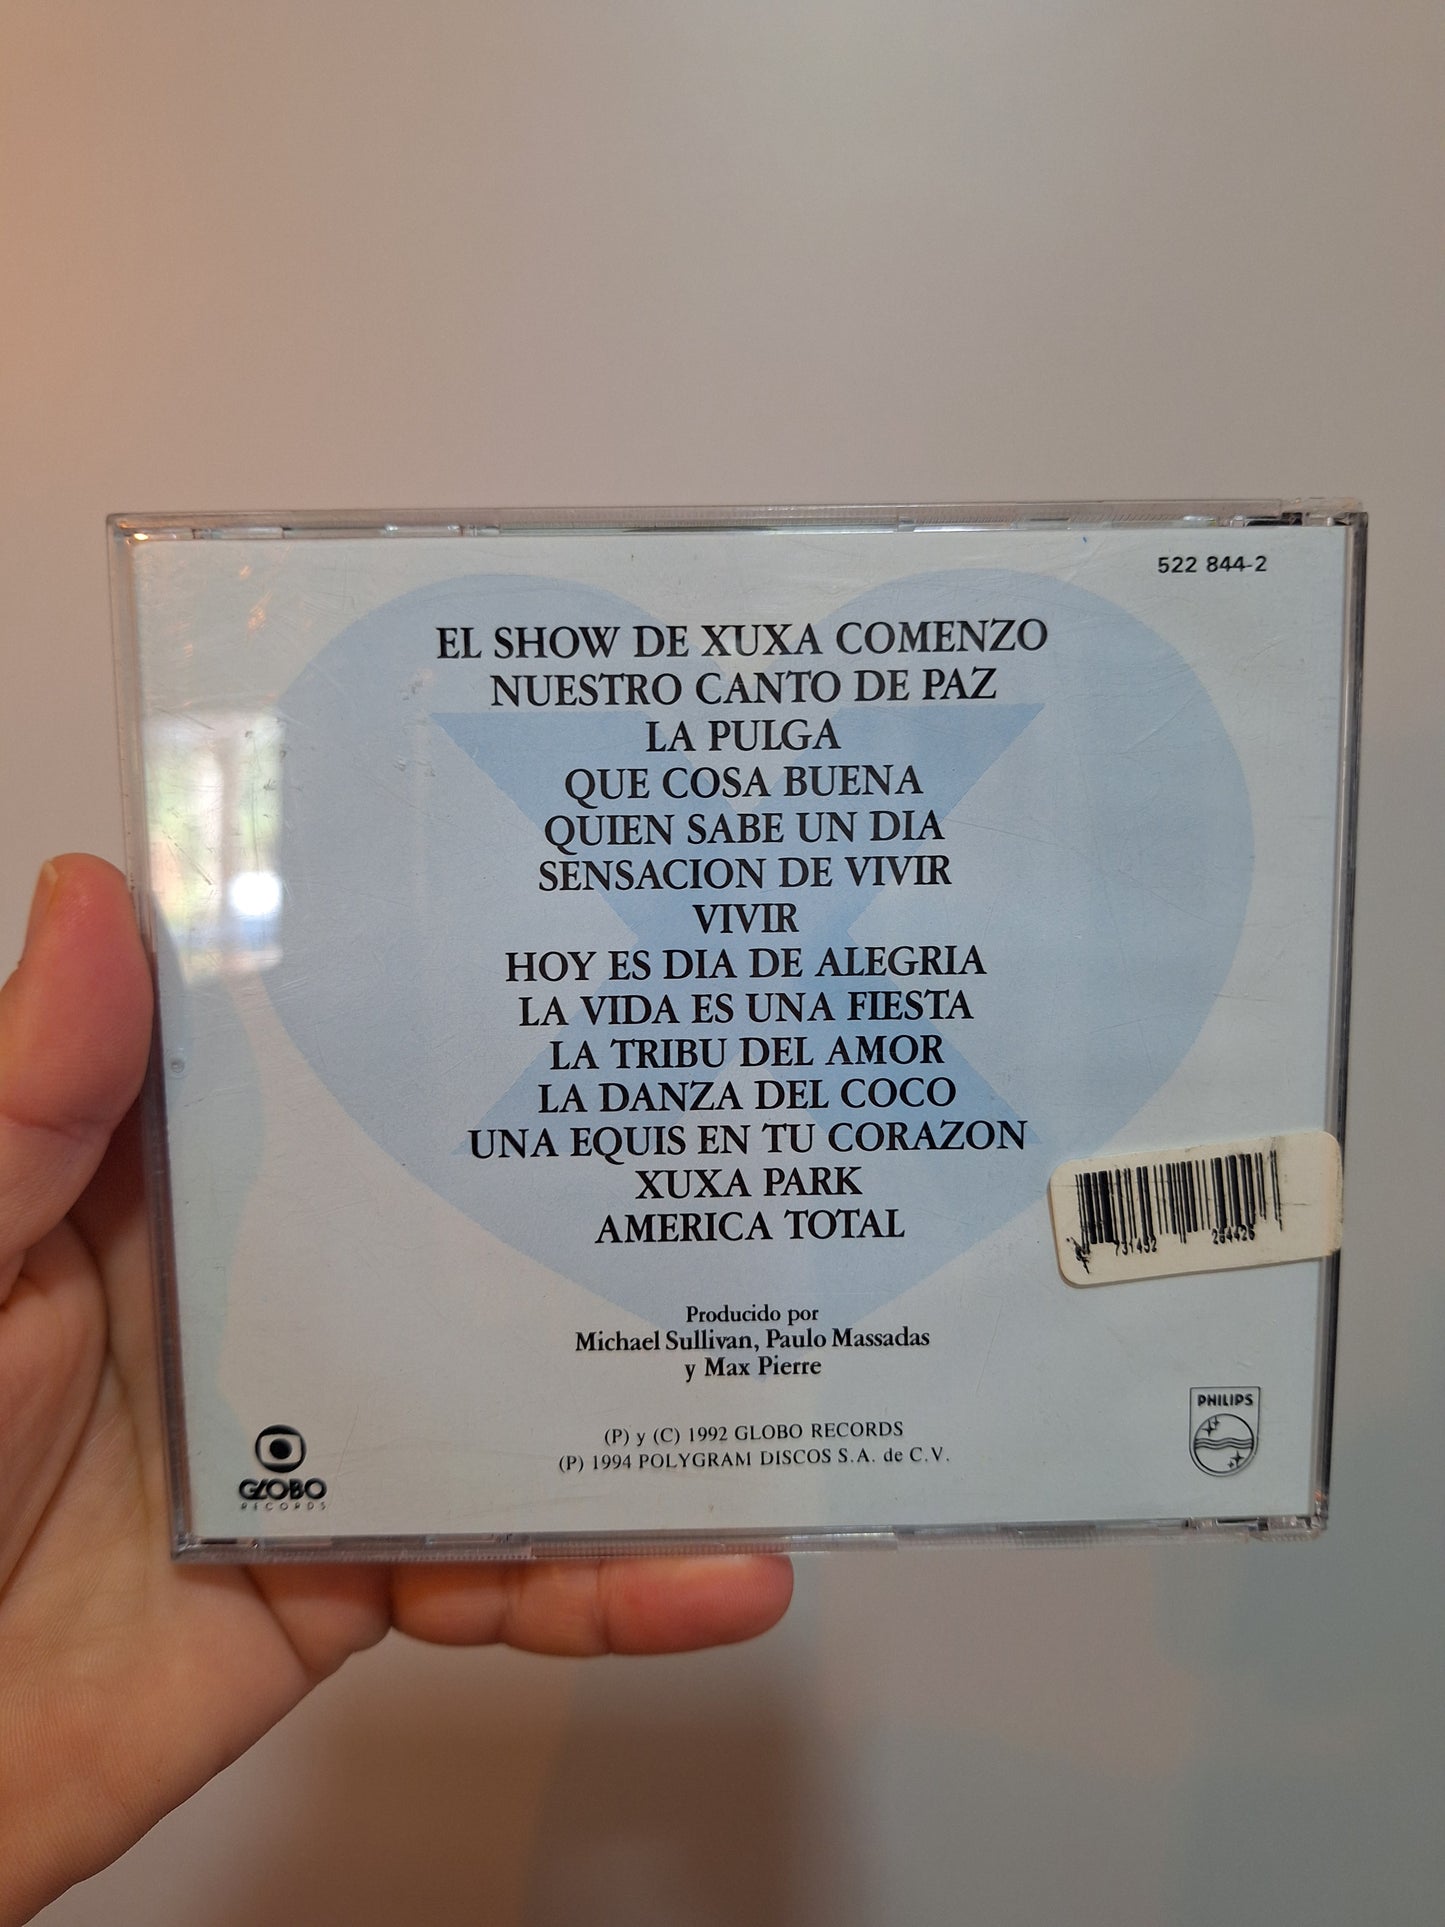 522 844-2
EL SHOW DE XUXA COMENZO
NUESTRO CANTO DE PAZ
LA PULGA
QUE COSA BUENA
QUIEN SABE UN DIA
SENSACION DE VIVIR
VIVIR
HOY ES DIA DE ALEGRIA
LA VIDA ES UNA FIESTA
LA TRIBU DEL AMOR
LA DANZA DEL COCO
UNA EQUIS EN TU CORAZON
XUXA PARK
AMERICA TOTAL
731452
284426
Producido por
Michael Sullivan, Paulo Massadas
y Max Pierre
PHILIPS
(P) y (C) 1992 GLOBO RECORDS
(P) 1994 POLYGRAM DISCOS S.A. de C.V.
GLOBO
RECORDS